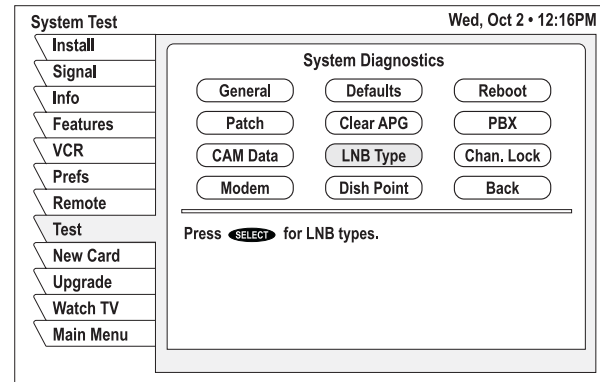 System Test
Wed, Oct 2 • 12:16PM
Install
Signal
Info
Features
VCR
Prefs
Remote
Test
New Card
Upgrade
Watch TV
Main Menu
System Diagnostics
General Defaults Reboot
Patch Clear APG PBX
CAM Data LNB Type Chan. Lock
Modem Dish Point Back
Press SELECT for LNB types.